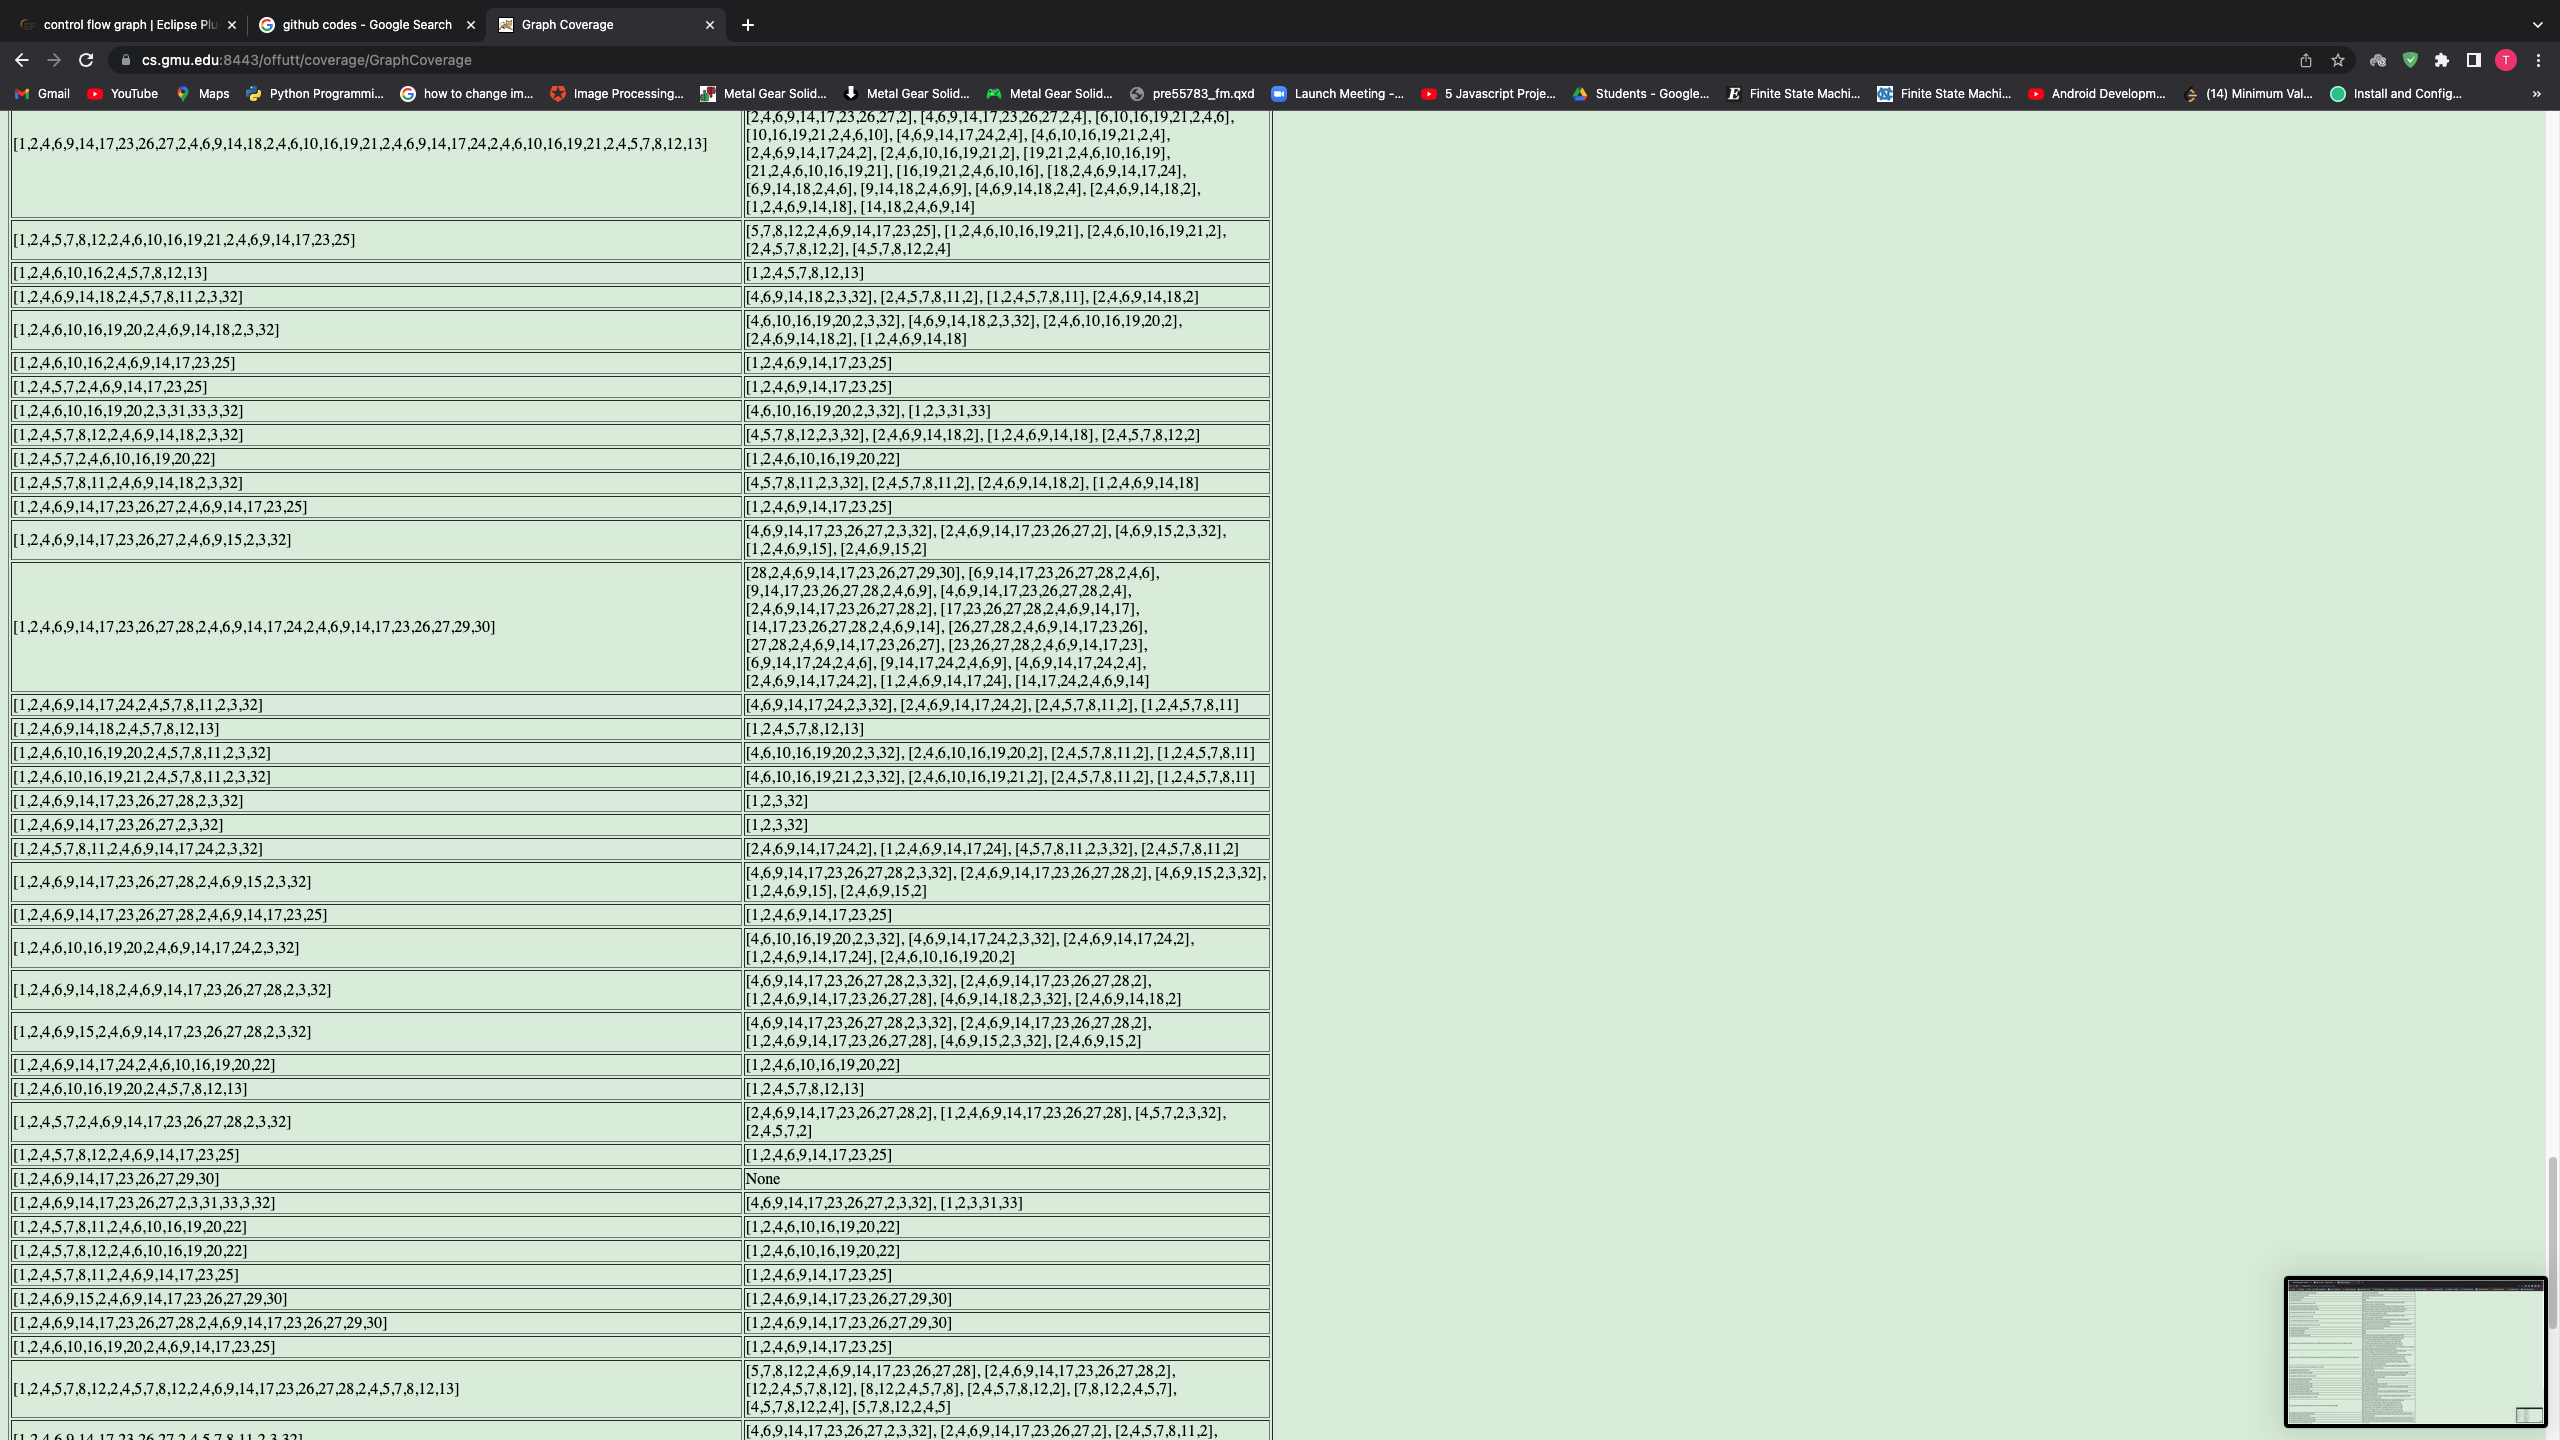 control flow graph | Eclipse Plu
github codes - Google Search
Graph Coverage
cs.gmu.edu:8443/offutt/coverage/GraphCoverage
Gmail
YouTube
Maps
Python Programmi...
how to change im...
Image Processing...
Metal Gear Solid...
Metal Gear Solid...
Metal Gear Solid...
pre55783_fm.qxd
Launch Meeting -...
5 Javascript Proje...
Students - Google...
Finite State Machi...
Finite State Machi...
Android Developm...
(14) Minimum Val...
Install and Config...
T
[1,2,4,6,9,14,17,23,26,27,2,4,6,9,14,18,2,4,6,10,16,19,21,2,4,6,9,14,17,24,2,4,6,10,16,19,21,2,4,5,7,8,12,13]
[2,4,6,9,14,17,23,26,27,2], [4,6,9,14,17,23,26,27,2,4], [6,10,16,19,21,2,4,6],
[10,16,19,21,2,4,6,10], [4,6,9,14,17,24,2,4], [4,6,10,16,19,21,2,4],
[2,4,6,9,14,17,24,2], [2,4,6,10,16,19,21,2], [19,21,2,4,6,10,16,19],
[21,2,4,6,10,16,19,21], [16,19,21,2,4,6,10,16], [18,2,4,6,9,14,17,24],
[6,9,14,18,2,4,6], [9,14,18,2,4,6,9], [4,6,9,14,18,2,4], [2,4,6,9,14,18,2],
[1,2,4,6,9,14,18], [14,18,2,4,6,9,14]
[1,2,4,5,7,8,12,2,4,6,10,16,19,21,2,4,6,9,14,17,23,25]
[5,7,8,12,2,4,6,9,14,17,23,25], [1,2,4,6,10,16,19,21], [2,4,6,10,16,19,21,2],
[2,4,5,7,8,12,2], [4,5,7,8,12,2,4]
[1,2,4,6,10,16,2,4,5,7,8,12,13]
[1,2,4,5,7,8,12,13]
[1,2,4,6,9,14,18,2,4,5,7,8,11,2,3,32]
[4,6,9,14,18,2,3,32], [2,4,5,7,8,11,2], [1,2,4,5,7,8,11], [2,4,6,9,14,18,2]
[1,2,4,6,10,16,19,20,2,4,6,9,14,18,2,3,32]
[4,6,10,16,19,20,2,3,32], [4,6,9,14,18,2,3,32], [2,4,6,10,16,19,20,2],
[2,4,6,9,14,18,2], [1,2,4,6,9,14,18]
[1,2,4,6,10,16,2,4,6,9,14,17,23,25]
[1,2,4,6,9,14,17,23,25]
[1,2,4,5,7,2,4,6,9,14,17,23,25]
[1,2,4,6,9,14,17,23,25]
[1,2,4,6,10,16,19,20,2,3,31,33,3,32]
[4,6,10,16,19,20,2,3,32], [1,2,3,31,33]
[1,2,4,5,7,8,12,2,4,6,9,14,18,2,3,32]
[4,5,7,8,12,2,3,32], [2,4,6,9,14,18,2], [1,2,4,6,9,14,18], [2,4,5,7,8,12,2]
[1,2,4,5,7,2,4,6,10,16,19,20,22]
[1,2,4,6,10,16,19,20,22]
[1,2,4,5,7,8,11,2,4,6,9,14,18,2,3,32]
[4,5,7,8,11,2,3,32], [2,4,5,7,8,11,2], [2,4,6,9,14,18,2], [1,2,4,6,9,14,18]
[1,2,4,6,9,14,17,23,26,27,2,4,6,9,14,17,23,25]
[1,2,4,6,9,14,17,23,25]
[1,2,4,6,9,14,17,23,26,27,2,4,6,9,15,2,3,32]
[4,6,9,14,17,23,26,27,2,3,32], [2,4,6,9,14,17,23,26,27,2], [4,6,9,15,2,3,32],
[1,2,4,6,9,15], [2,4,6,9,15,2]
[1,2,4,6,9,14,17,23,26,27,28,2,4,6,9,14,17,24,2,4,6,9,14,17,23,26,27,29,30]
[28,2,4,6,9,14,17,23,26,27,29,30], [6,9,14,17,23,26,27,28,2,4,6],
[9,14,17,23,26,27,28,2,4,6,9], [4,6,9,14,17,23,26,27,28,2,4],
[2,4,6,9,14,17,23,26,27,28,2], [17,23,26,27,28,2,4,6,9,14,17],
[14,17,23,26,27,28,2,4,6,9,14], [26,27,28,2,4,6,9,14,17,23,26],
[27,28,2,4,6,9,14,17,23,26,27], [23,26,27,28,2,4,6,9,14,17,23],
[6,9,14,17,24,2,4,6], [9,14,17,24,2,4,6,9], [4,6,9,14,17,24,2,4],
[2,4,6,9,14,17,24,2], [1,2,4,6,9,14,17,24], [14,17,24,2,4,6,9,14]
[1,2,4,6,9,14,17,24,2,4,5,7,8,11,2,3,32]
[4,6,9,14,17,24,2,3,32], [2,4,6,9,14,17,24,2], [2,4,5,7,8,11,2], [1,2,4,5,7,8,11]
[1,2,4,6,9,14,18,2,4,5,7,8,12,13]
[1,2,4,5,7,8,12,13]
[1,2,4,6,10,16,19,20,2,4,5,7,8,11,2,3,32]
[4,6,10,16,19,20,2,3,32], [2,4,6,10,16,19,20,2], [2,4,5,7,8,11,2], [1,2,4,5,7,8,11]
[1,2,4,6,10,16,19,21,2,4,5,7,8,11,2,3,32]
[4,6,10,16,19,21,2,3,32], [2,4,6,10,16,19,21,2], [2,4,5,7,8,11,2], [1,2,4,5,7,8,11]
[1,2,4,6,9,14,17,23,26,27,28,2,3,32]
[1,2,3,32]
[1,2,4,6,9,14,17,23,26,27,2,3,32]
[1,2,3,32]
[1,2,4,5,7,8,11,2,4,6,9,14,17,24,2,3,32]
[2,4,6,9,14,17,24,2], [1,2,4,6,9,14,17,24], [4,5,7,8,11,2,3,32], [2,4,5,7,8,11,2]
[1,2,4,6,9,14,17,23,26,27,28,2,4,6,9,15,2,3,32]
[4,6,9,14,17,23,26,27,28,2,3,32], [2,4,6,9,14,17,23,26,27,28,2], [4,6,9,15,2,3,32],
[1,2,4,6,9,15], [2,4,6,9,15,2]
[1,2,4,6,9,14,17,23,26,27,28,2,4,6,9,14,17,23,25]
[1,2,4,6,9,14,17,23,25]
[1,2,4,6,10,16,19,20,2,4,6,9,14,17,24,2,3,32]
[4,6,10,16,19,20,2,3,32], [4,6,9,14,17,24,2,3,32], [2,4,6,9,14,17,24,2],
[1,2,4,6,9,14,17,24], [2,4,6,10,16,19,20,2]
[1,2,4,6,9,14,18,2,4,6,9,14,17,23,26,27,28,2,3,32]
[4,6,9,14,17,23,26,27,28,2,3,32], [2,4,6,9,14,17,23,26,27,28,2],
[1,2,4,6,9,14,17,23,26,27,28], [4,6,9,14,18,2,3,32], [2,4,6,9,14,18,2]
[1,2,4,6,9,15,2,4,6,9,14,17,23,26,27,28,2,3,32]
[4,6,9,14,17,23,26,27,28,2,3,32], [2,4,6,9,14,17,23,26,27,28,2],
[1,2,4,6,9,14,17,23,26,27,28], [4,6,9,15,2,3,32], [2,4,6,9,15,2]
[1,2,4,6,9,14,17,24,2,4,6,10,16,19,20,22]
[1,2,4,6,10,16,19,20,22]
[1,2,4,6,10,16,19,20,2,4,5,7,8,12,13]
[1,2,4,5,7,8,12,13]
[1,2,4,5,7,2,4,6,9,14,17,23,26,27,28,2,3,32]
[2,4,6,9,14,17,23,26,27,28,2], [1,2,4,6,9,14,17,23,26,27,28], [4,5,7,2,3,32],
[2,4,5,7,2]
[1,2,4,5,7,8,12,2,4,6,9,14,17,23,25]
[1,2,4,6,9,14,17,23,25]
[1,2,4,6,9,14,17,23,26,27,29,30]
None
[1,2,4,6,9,14,17,23,26,27,2,3,31,33,3,32]
[4,6,9,14,17,23,26,27,2,3,32], [1,2,3,31,33]
[1,2,4,5,7,8,11,2,4,6,10,16,19,20,22]
[1,2,4,6,10,16,19,20,22]
[1,2,4,5,7,8,12,2,4,6,10,16,19,20,22]
[1,2,4,6,10,16,19,20,22]
[1,2,4,5,7,8,11,2,4,6,9,14,17,23,25]
[1,2,4,6,9,14,17,23,25]
[1,2,4,6,9,15,2,4,6,9,14,17,23,26,27,29,30]
[1,2,4,6,9,14,17,23,26,27,29,30]
[1,2,4,6,9,14,17,23,26,27,28,2,4,6,9,14,17,23,26,27,29,30]
[1,2,4,6,9,14,17,23,26,27,29,30]
[1,2,4,6,10,16,19,20,2,4,6,9,14,17,23,25]
[1,2,4,6,9,14,17,23,25]
[1,2,4,5,7,8,12,2,4,5,7,8,12,2,4,6,9,14,17,23,26,27,28,2,4,5,7,8,12,13]
[5,7,8,12,2,4,6,9,14,17,23,26,27,28], [2,4,6,9,14,17,23,26,27,28,2],
[12,2,4,5,7,8,12], [8,12,2,4,5,7,8], [2,4,5,7,8,12,2], [7,8,12,2,4,5,7],
[4,5,7,8,12,2,4], [5,7,8,12,2,4,5]
[1,2,4,6,9,14,17,23,26,27,2,4,5,7,8,11,2,3,32]
[4,6,9,14,17,23,26,27,2,3,32], [2,4,6,9,14,17,23,26,27,2], [2,4,5,7,8,11,2],